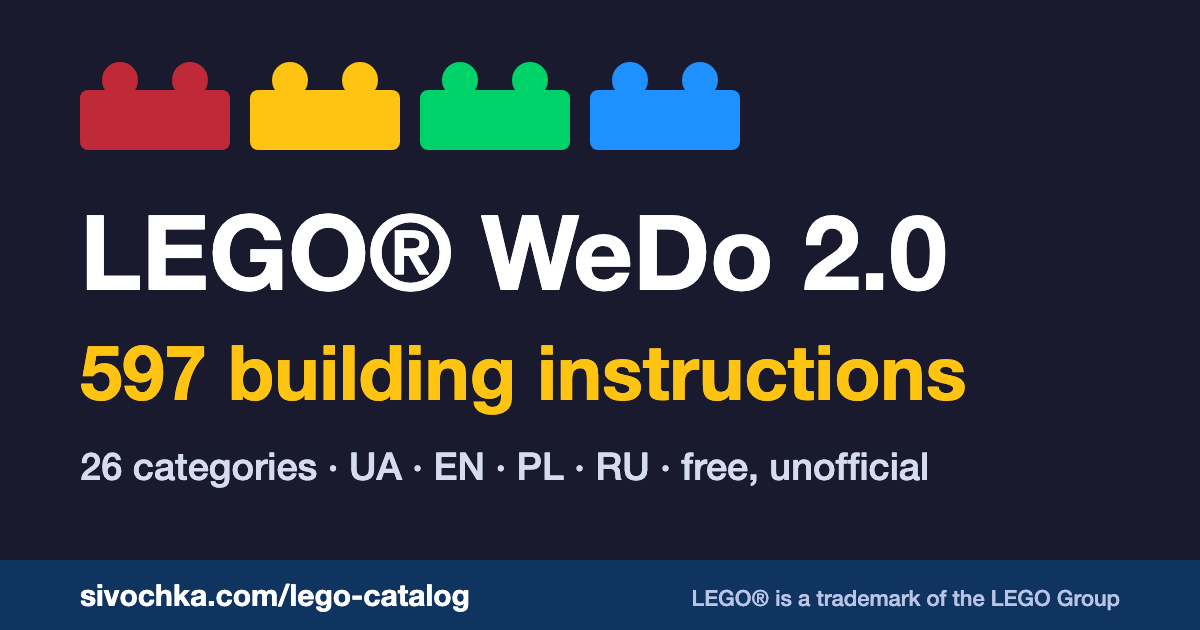 LEGO® WeDo 2.0
597 building instructions
26 categories · UA · EN · PL · RU · free, unofficial
sivochka.com/lego-catalog
LEGO® is a trademark of the LEGO Group